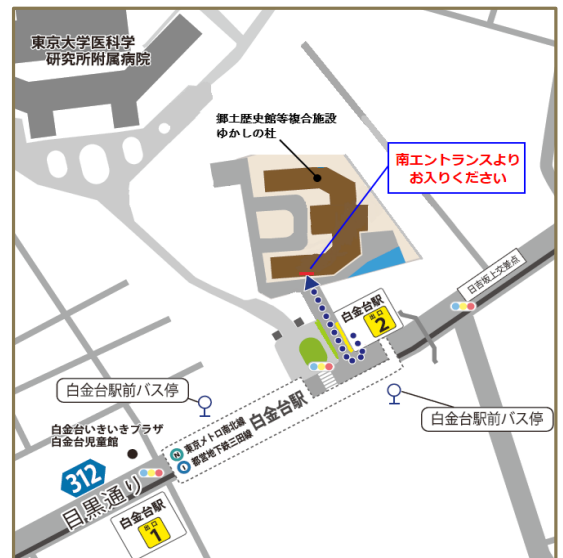 東京大学医科学
研究所附属病院
郷土歴史館等複合施設
ゆかしの杜
南エントランスより
お入りください
日吉坂上交差点
白金台駅
出口
2
白金台駅前バス停
白金台駅
白金台駅前バス停
N 東京メトロ南北線
I 都営地下鉄三田線
白金台いきいきプラザ
白金台児童館
312
目黒通り
白金台駅
出口
1